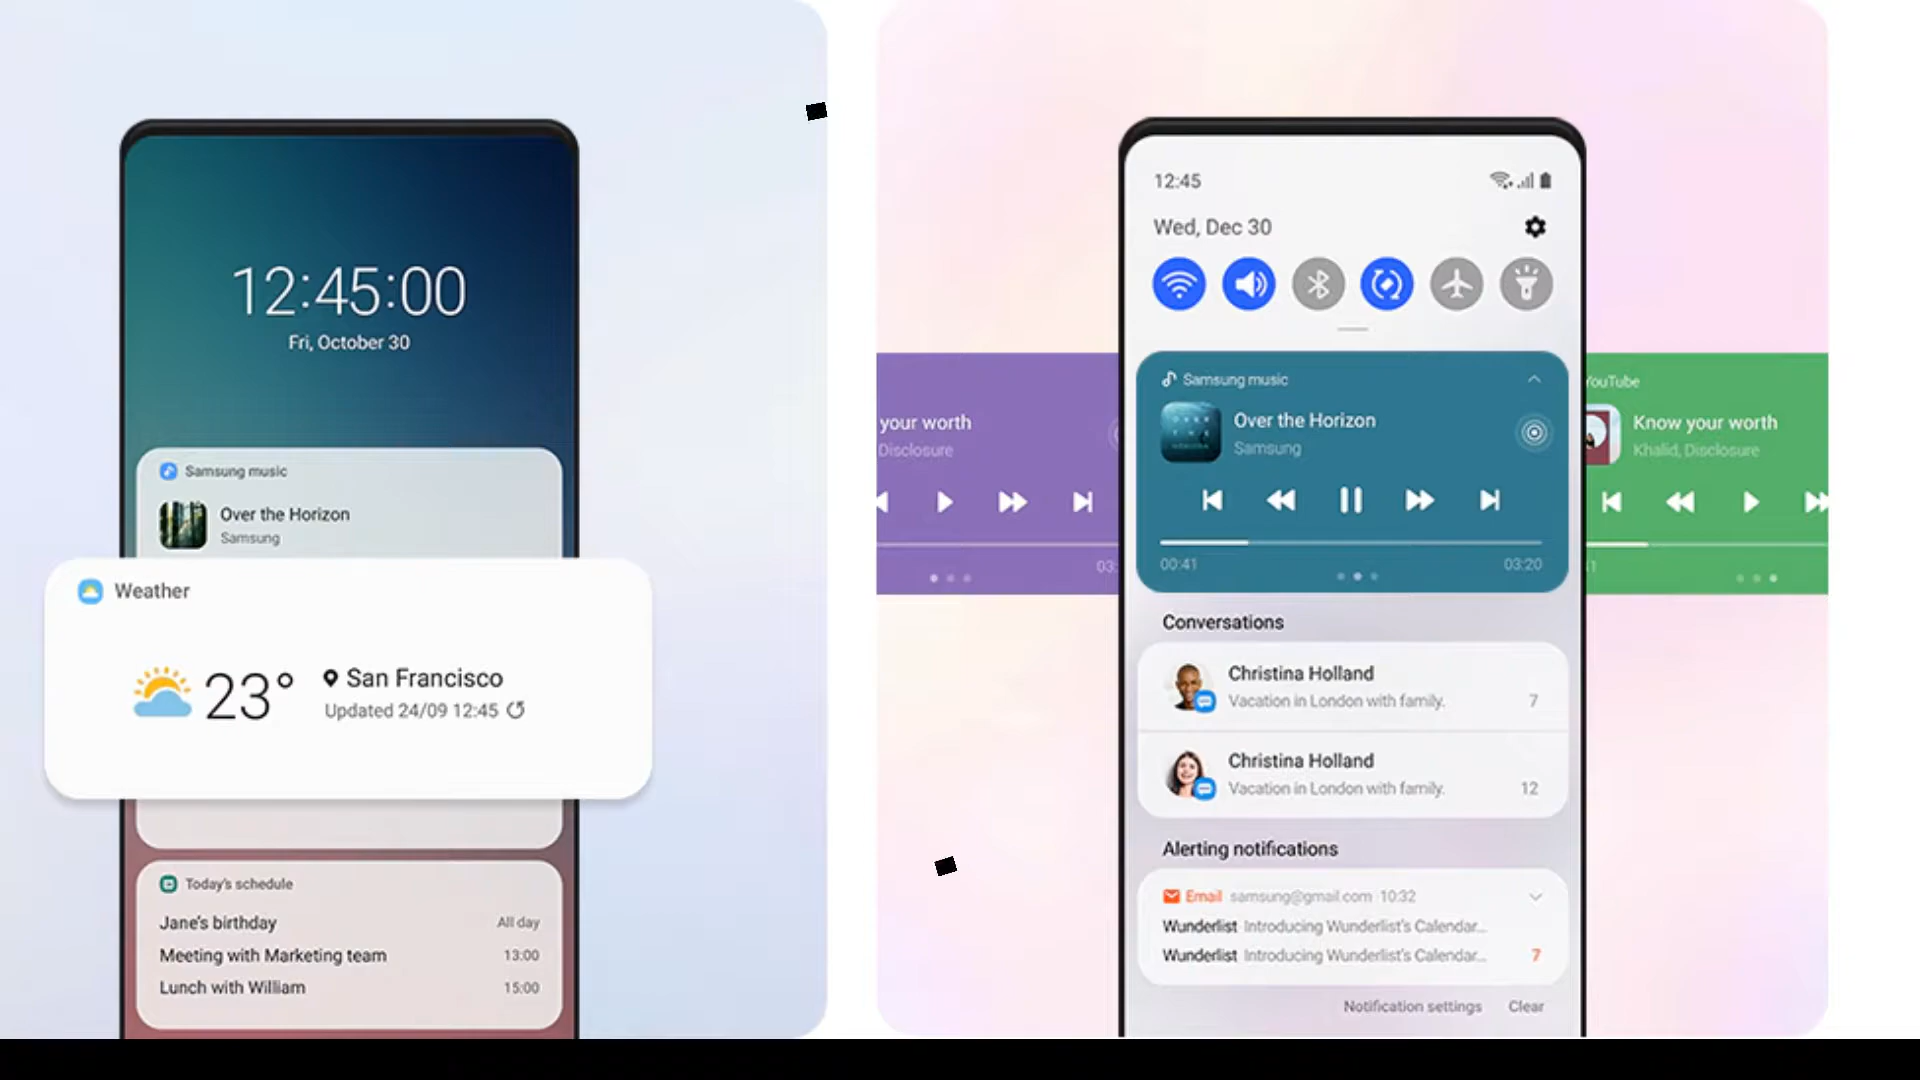 12:45:00
Fri, October 30
Samsung music
Over the Horizon
Samsung
Weather
23°
San Francisco
Updated 24/09 12:45
Today's schedule
Jane's birthday All day
Meeting with Marketing team 13:00
Lunch with William 15:00
your worth
Disclosure
03:
12:45
Wed, Dec 30
Samsung music
Over the Horizon
Samsung
00:41 03:20
Conversations
Christina Holland
Vacation in London with family. 7
Christina Holland
Vacation in London with family. 12
Alerting notifications
Email samsung@gmail.com 10:32
Wunderlist Introducing Wunderlist's Calendar...
Wunderlist Introducing Wunderlist's Calendar... 7
Notification settings Clear
YouTube
Know your worth
Khalid, Disclosure